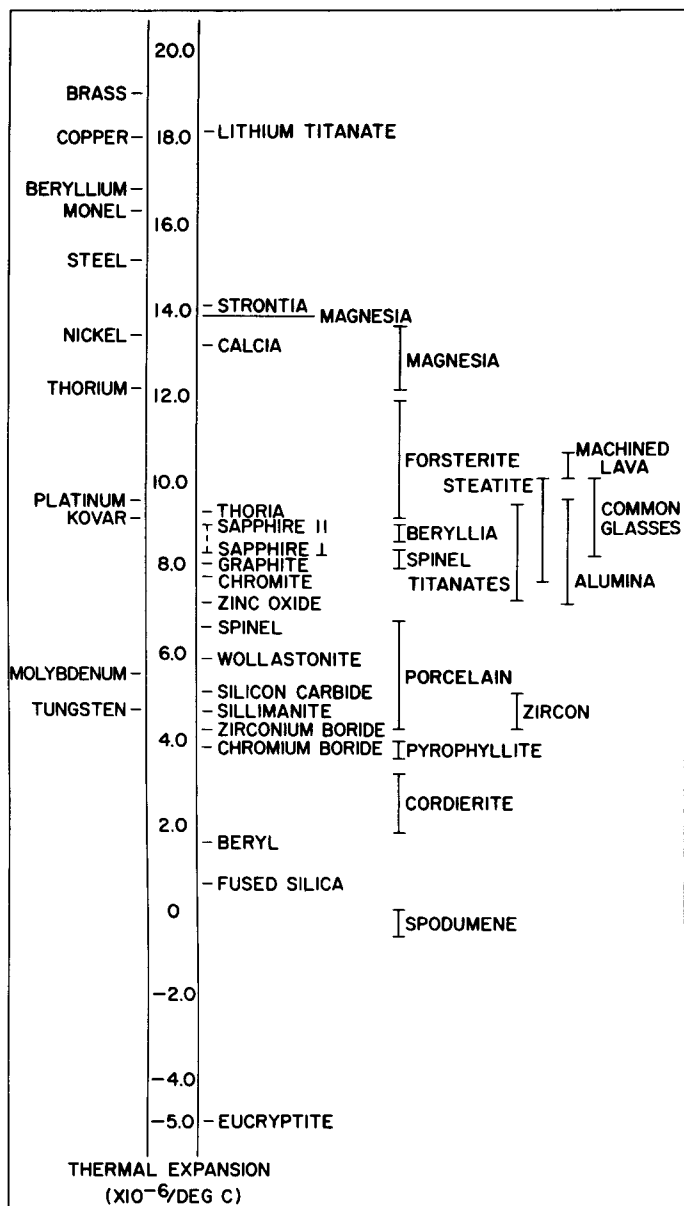 20.0
BRASS
COPPER 18.0 LITHIUM TITANATE
BERYLLIUM
MONEL
16.0
STEEL
14.0 STRONTIA
MAGNESIA
NICKEL
CALCIA
MAGNESIA
THORIUM
12.0
MACHINED
LAVA
FORSTERITE
STEATITE
10.0
PLATINUM
KOVAR
THORIA
SAPPHIRE II
COMMON
GLASSES
BERYLLIA
SAPPHIRE ⊥
8.0 GRAPHITE
SPINEL
CHROMITE
TITANATES
ALUMINA
ZINC OXIDE
SPINEL
6.0 WOLLASTONITE
MOLYBDENUM
PORCELAIN
SILICON CARBIDE
TUNGSTEN SILLIMANITE ZIRCON
ZIRCONIUM BORIDE
4.0 CHROMIUM BORIDE PYROPHYLLITE
CORDIERITE
2.0
BERYL
FUSED SILICA
0
SPODUMENE
-2.0
-4.0
-5.0 EUCRYPTITE
THERMAL EXPANSION
(X10-6/DEG C)